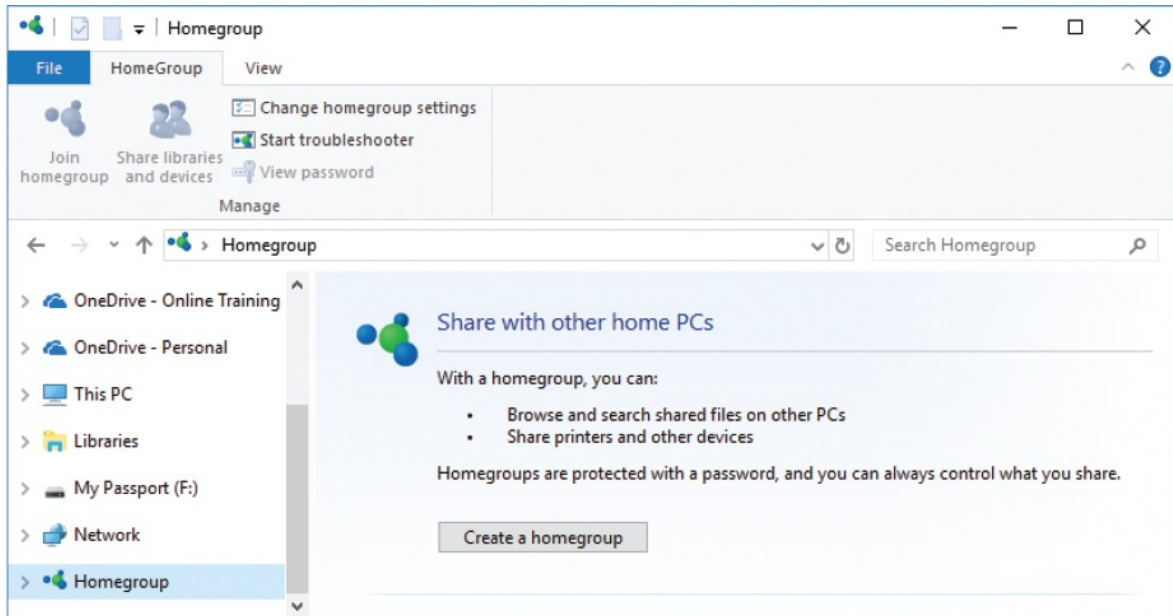 Homegroup
File HomeGroup View
?
Join homegroup
Share libraries and devices
Change homegroup settings
Start troubleshooter
View password
Manage
Homegroup
Search Homegroup
OneDrive - Online Training
OneDrive - Personal
This PC
Libraries
My Passport (F:)
Network
Homegroup
Share with other home PCs
With a homegroup, you can:
• Browse and search shared files on other PCs
• Share printers and other devices
Homegroups are protected with a password, and you can always control what you share.
Create a homegroup